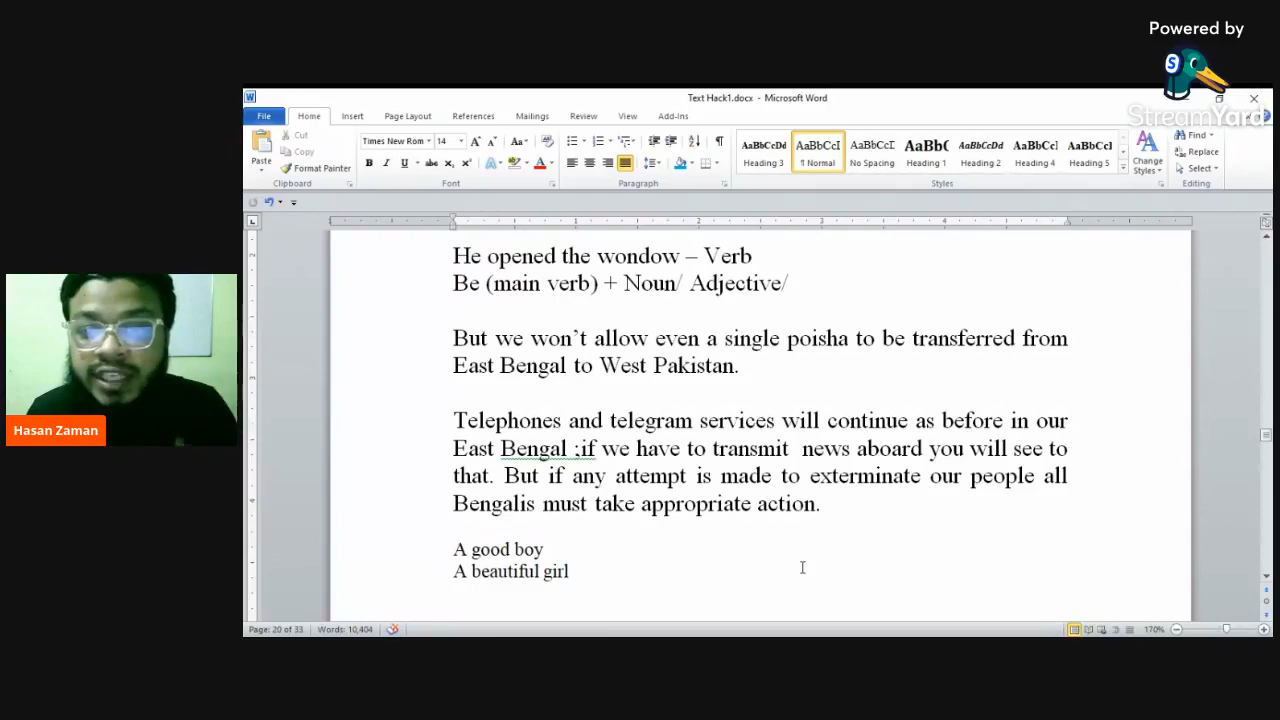 Powered by
S
StreamYard
Text Hack1.docx - Microsoft Word
File Home Insert Page Layout References Mailings Review View Add-Ins
Paste
Cut
Copy
Format Painter
Clipboard
Times New Rom 14
B I U abc x₂ x² A A
Font
Paragraph
AaBbCcDd AaBbCcI AaBbCcI AaBbC AaBbCcDd AaBbCcI AaBbCcI
Heading 3 ¶ Normal No Spacing Heading 1 Heading 2 Heading 4 Heading 5
Change
Styles
Styles
Find
Replace
Select
Editing
1 2 3 4
He opened the wondow – Verb
Be (main verb) + Noun/ Adjective/
But we won’t allow even a single poisha to be transferred from
East Bengal to West Pakistan.
Telephones and telegram services will continue as before in our
East Bengal ;if we have to transmit news aboard you will see to
that. But if any attempt is made to exterminate our people all
Bengalis must take appropriate action.
A good boy
A beautiful girl
Hasan Zaman
Page: 20 of 33 Words: 10,404 170%